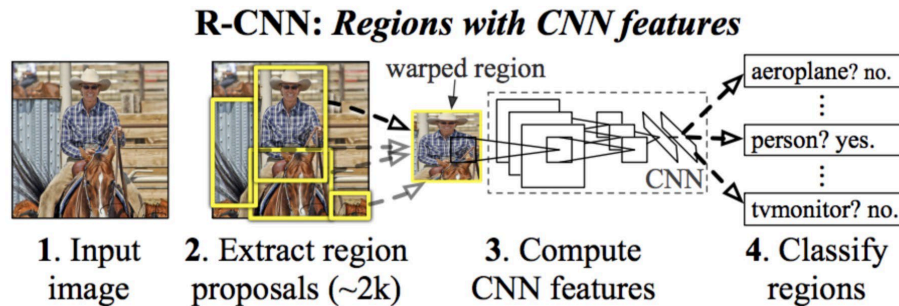 R-CNN: Regions with CNN features
warped region
aeroplane? no.
⋮
person? yes.
⋮
tvmonitor? no.
CNN
1. Input
image
2. Extract region
proposals (~2k)
3. Compute
CNN features
4. Classify
regions